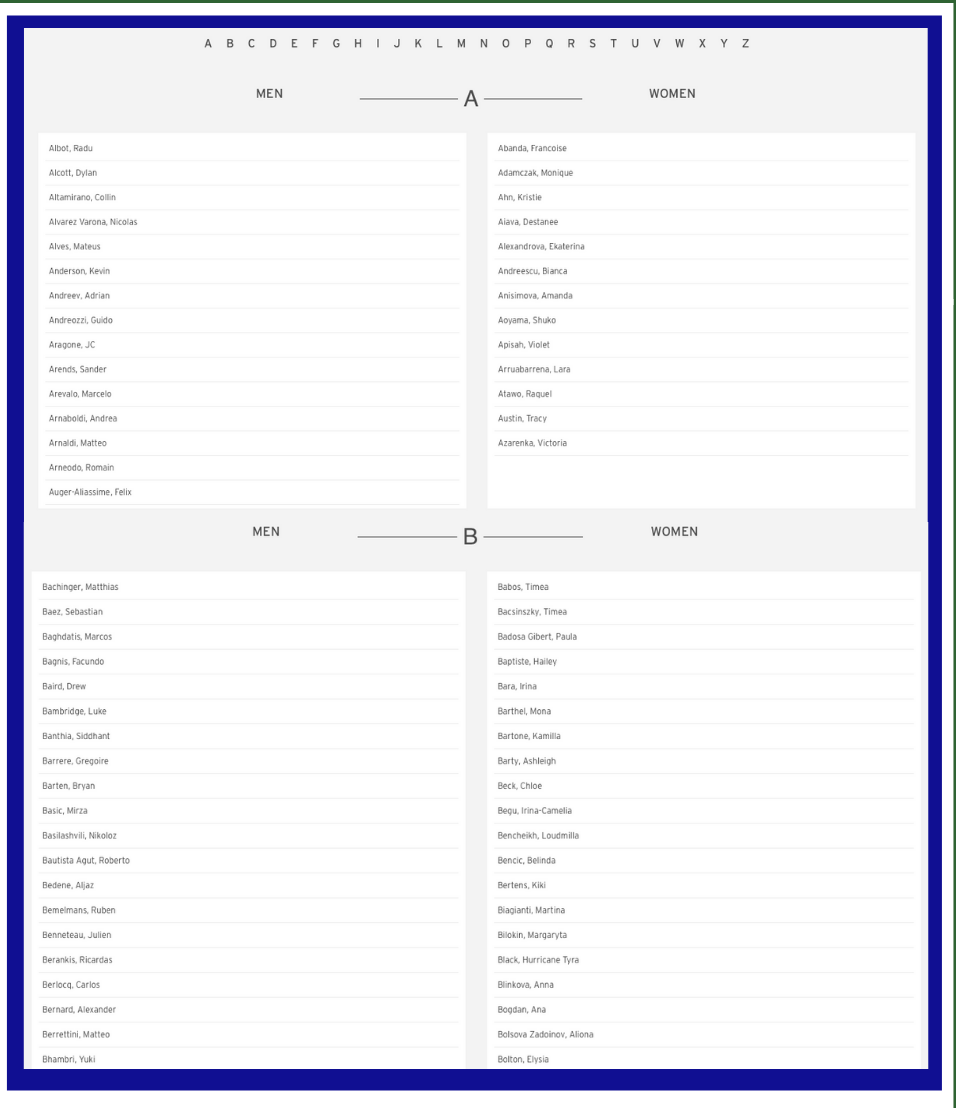 A B C D E F G H I J K L M N O P Q R S T U V W X Y Z
MEN
A
WOMEN
Albot, Radu
Alcott, Dylan
Altamirano, Collin
Alvarez Varona, Nicolas
Alves, Mateus
Anderson, Kevin
Andreev, Adrian
Andreozzi, Guido
Aragone, JC
Arends, Sander
Arevalo, Marcelo
Arnaboldi, Andrea
Arnaldi, Matteo
Arneodo, Romain
Auger-Aliassime, Felix
Abanda, Francoise
Adamczak, Monique
Ahn, Kristie
Aiava, Destanee
Alexandrova, Ekaterina
Andreescu, Bianca
Anisimova, Amanda
Aoyama, Shuko
Apisah, Violet
Arruabarrena, Lara
Atawo, Raquel
Austin, Tracy
Azarenka, Victoria
MEN
B
WOMEN
Bachinger, Matthias
Baez, Sebastian
Baghdatis, Marcos
Bagnis, Facundo
Baird, Drew
Bambridge, Luke
Banthia, Siddhant
Barrere, Gregoire
Barten, Bryan
Basic, Mirza
Basilashvili, Nikoloz
Bautista Agut, Roberto
Bedene, Aljaz
Bemelmans, Ruben
Benneteau, Julien
Berankis, Ricardas
Berlocq, Carlos
Bernard, Alexander
Berrettini, Matteo
Bhambri, Yuki
Babos, Timea
Bacsinszky, Timea
Badosa Gibert, Paula
Baptiste, Hailey
Bara, Irina
Barthel, Mona
Bartone, Kamilla
Barty, Ashleigh
Beck, Chloe
Begu, Irina-Camelia
Bencheikh, Loudmilla
Bencic, Belinda
Bertens, Kiki
Biagianti, Martina
Bilokin, Margaryta
Black, Hurricane Tyra
Blinkova, Anna
Bogdan, Ana
Bolsova Zadoinov, Aliona
Bolton, Elysia